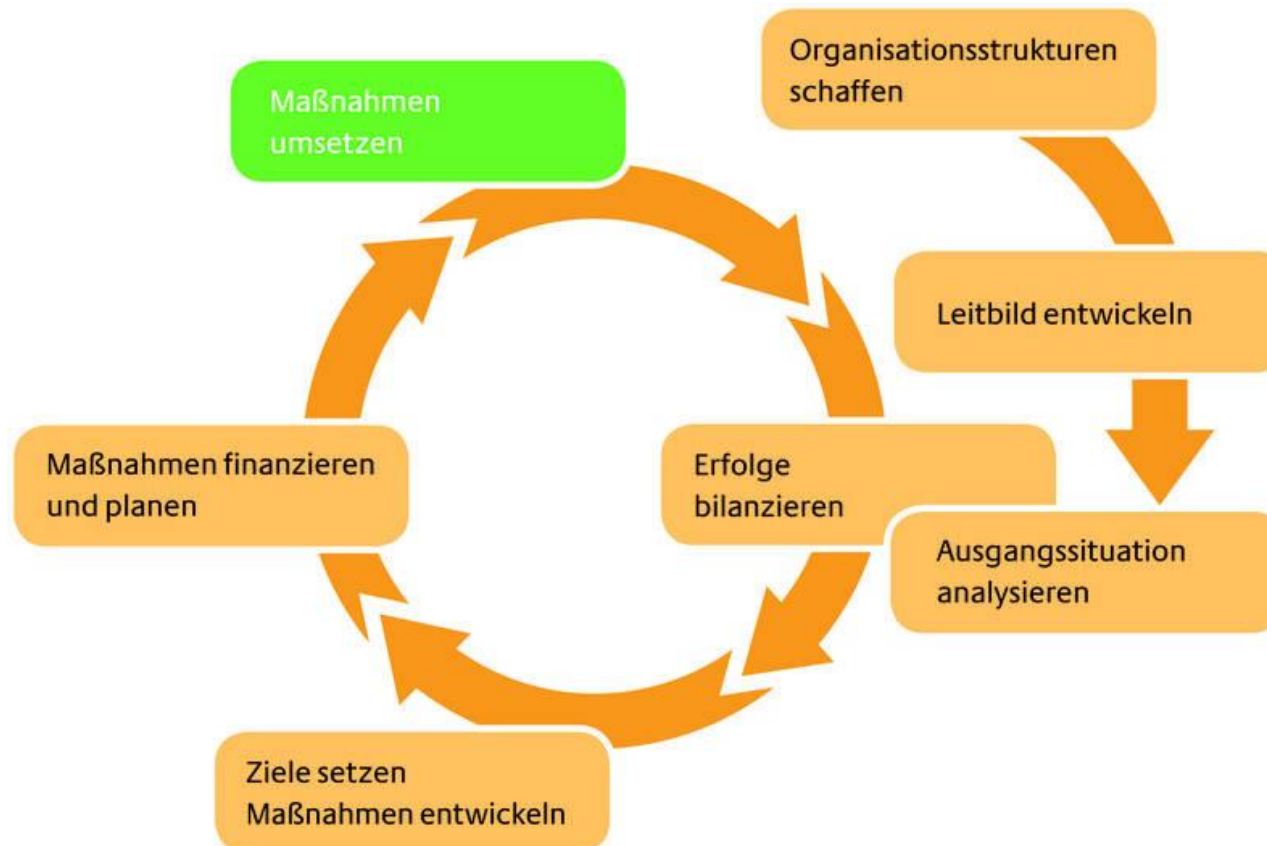 Organisationsstrukturen
schaffen
Maßnahmen
umsetzen
Leitbild entwickeln
Maßnahmen finanzieren
und planen
Erfolge
bilanzieren
Ausgangssituation
analysieren
Ziele setzen
Maßnahmen entwickeln